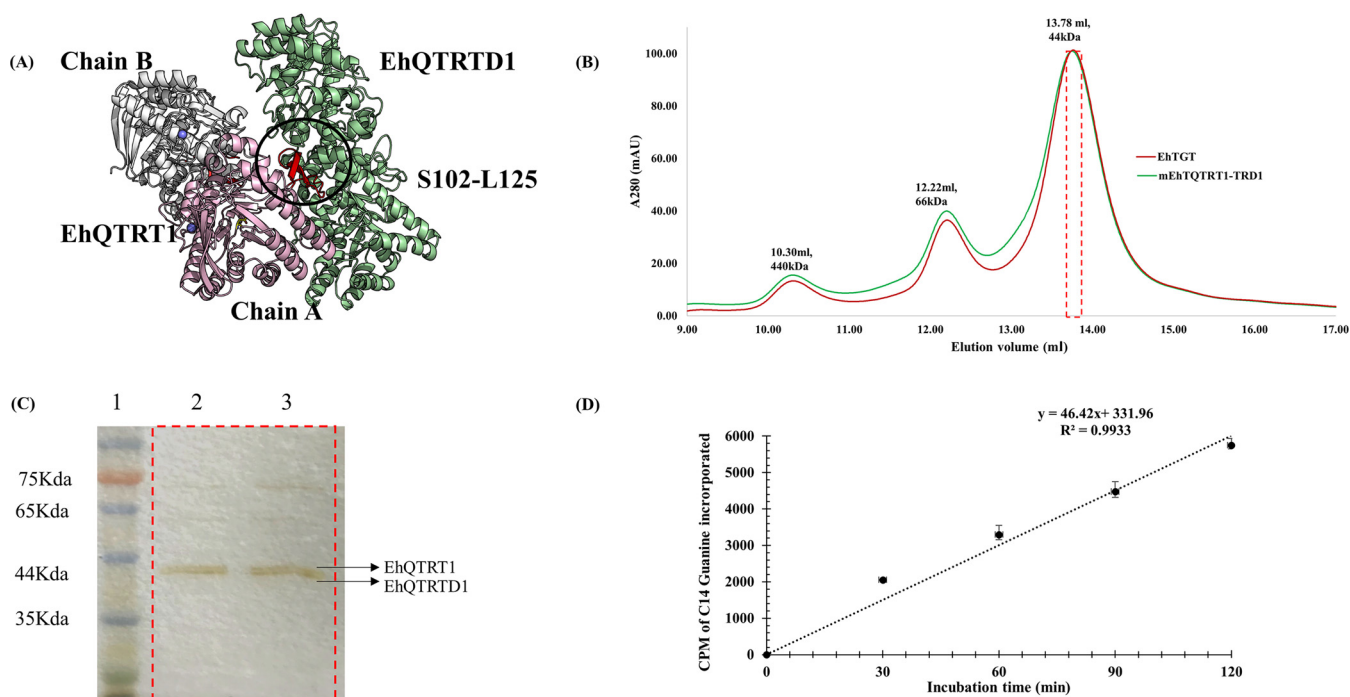 (A)
Chain B
EhQTRTD1
S102-L125
EhQTRT1
Chain A
(B)
13.78 ml,
44kDa
12.22ml,
66kDa
10.30ml,
440kDa
100.00
80.00
60.00
40.00
20.00
0.00
A280 (mAU)
EhTGT
mEhTQTRT1-TRD1
9.00 10.00 11.00 12.00 13.00 14.00 15.00 16.00 17.00
Elution volume (ml)
(C)
1 2 3
75Kda
65Kda
44Kda
35Kda
EhQTRT1
EhQTRTD1
(D)
y = 46.42x+ 331.96
R² = 0.9933
6000
5000
4000
3000
2000
1000
0
CPM of C14 Guanine incrorporated
0 30 60 90 120
Incubation time (min)